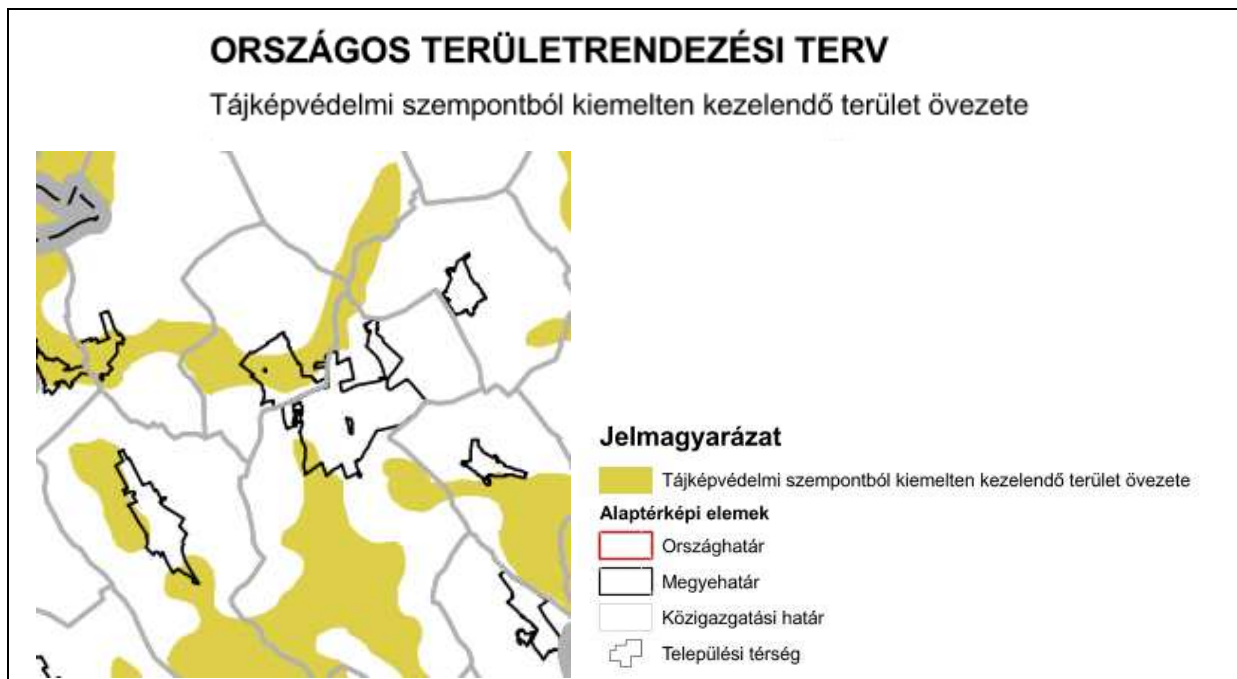 ORSZÁGOS TERÜLETRENDEZÉSI TERV
Tájképvédelmi szempontból kiemelten kezelendő terület övezete
Jelmagyarázat
Tájképvédelmi szempontból kiemelten kezelendő terület övezete
Alaptérképi elemek
Országhatár
Megyehatár
Közigazgatási határ
Települési térség